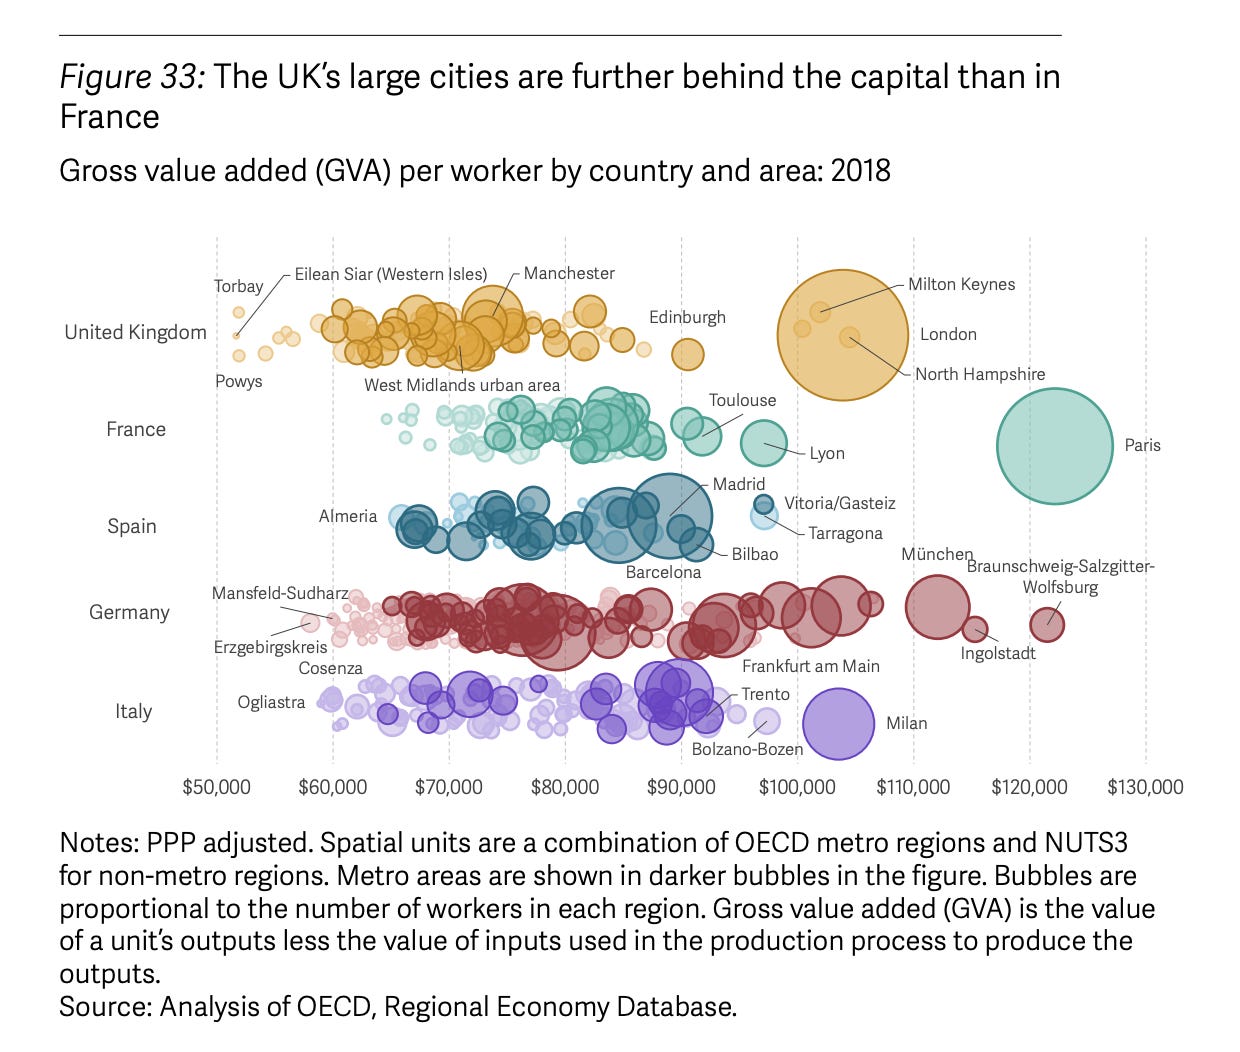 Figure 33: The UK's large cities are further behind the capital than in
France
Gross value added (GVA) per worker by country and area: 2018
Torbay
Eilean Siar (Western Isles)
Manchester
Milton Keynes
Edinburgh
United Kingdom
London
North Hampshire
Powys
West Midlands urban area
Toulouse
France
Paris
Lyon
Madrid
Vitoria/Gasteiz
Almeria
Spain
Tarragona
Bilbao
Barcelona
München
Braunschweig-Salzgitter-
Wolfsburg
Mansfeld-Sudharz
Germany
Erzgebirgskreis
Ingolstadt
Cosenza
Frankfurt am Main
Ogliastra
Trento
Italy
Milan
Bolzano-Bozen
$50,000 $60,000 $70,000 $80,000 $90,000 $100,000 $110,000 $120,000 $130,000
Notes: PPP adjusted. Spatial units are a combination of OECD metro regions and NUTS3
for non-metro regions. Metro areas are shown in darker bubbles in the figure. Bubbles are
proportional to the number of workers in each region. Gross value added (GVA) is the value
of a unit's outputs less the value of inputs used in the production process to produce the
outputs.
Source: Analysis of OECD, Regional Economy Database.